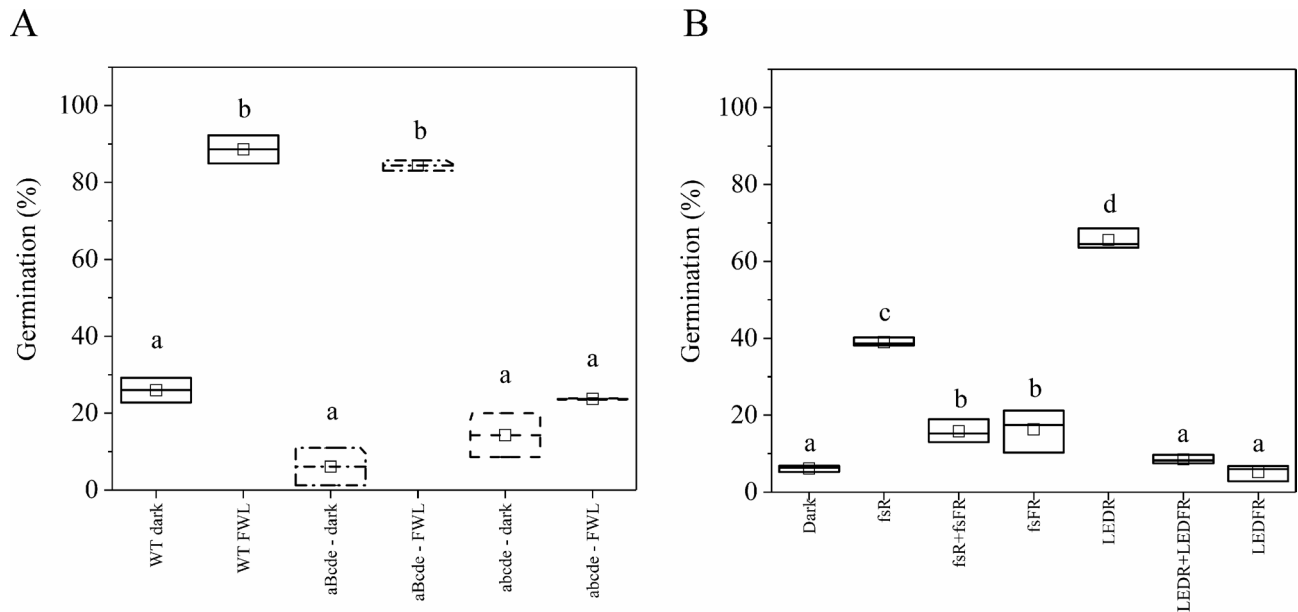 A
Germination (%)
100
80
60
40
20
0
a
b
a
b
a
a
WT dark
WT FWL
aBcde - dark
aBcde - FWL
abcde - dark
abcde - FWL
B
Germination (%)
100
80
60
40
20
0
a
c
b
b
d
a
a
Dark
fsR
fsR+fsFR
fsFR
LEDR
LEDR+LEDFR
LEDFR